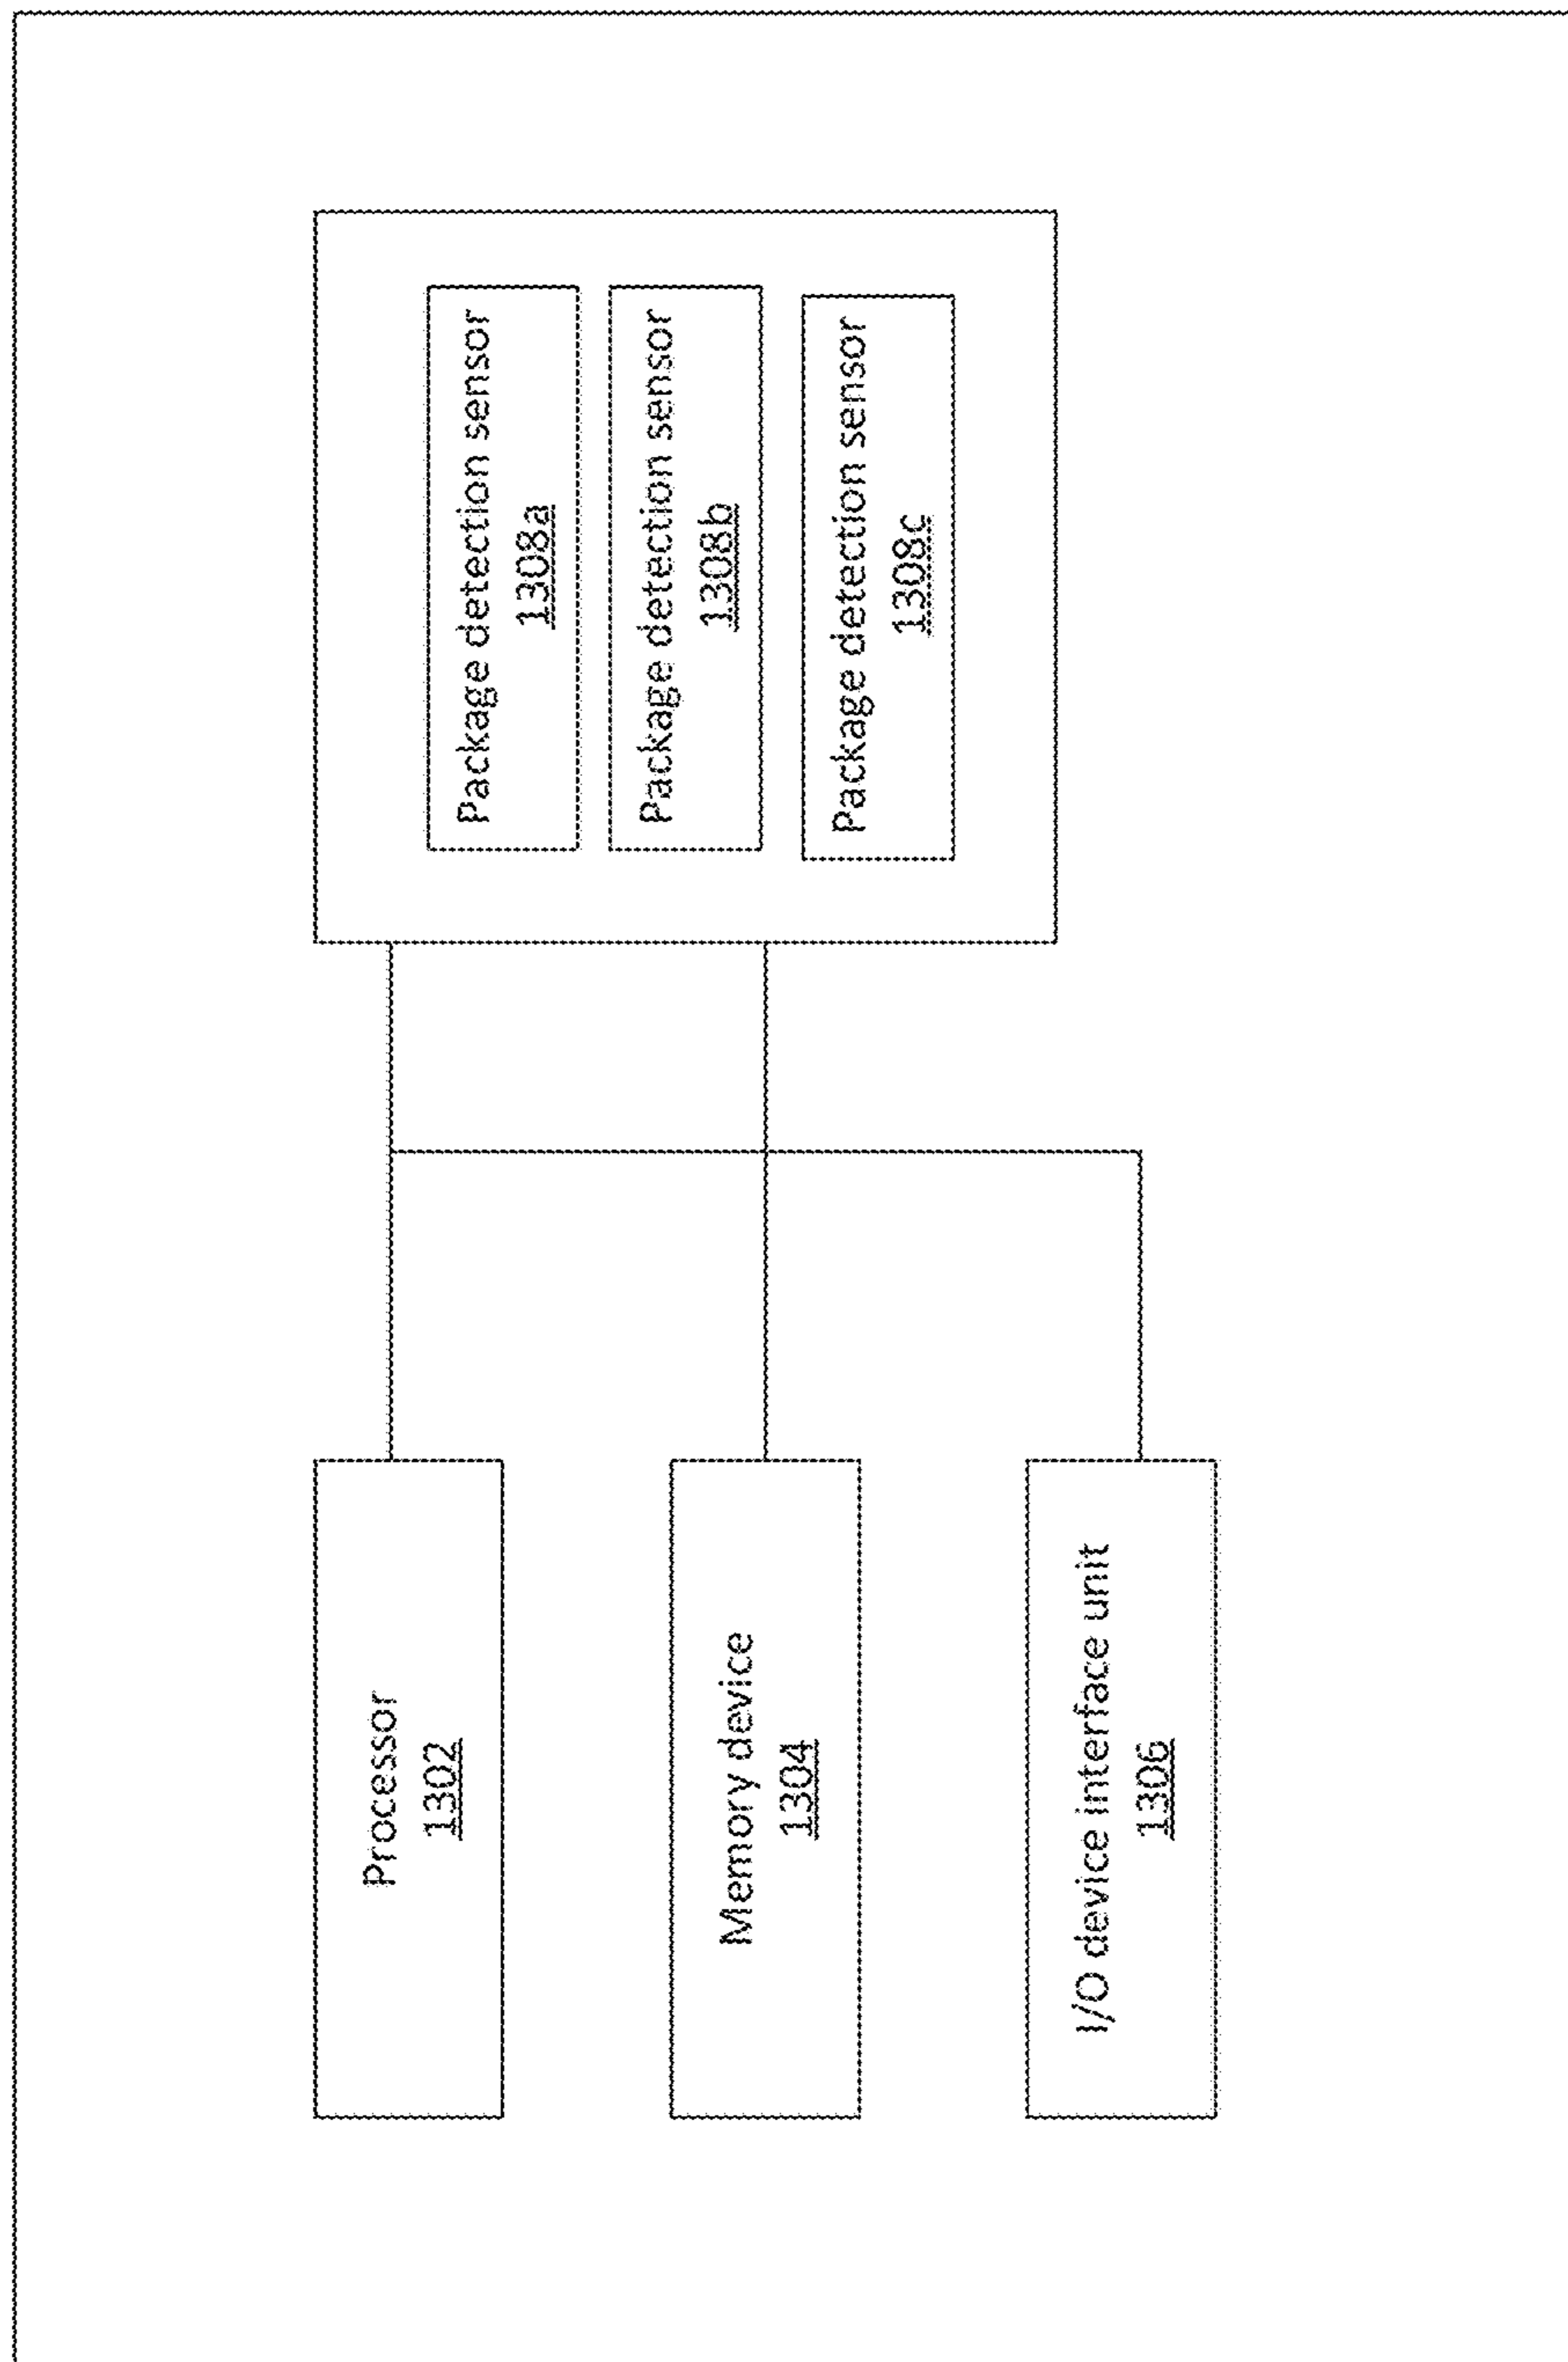 Processor
1302
Memory device
1304
I/O device interface unit
1306
Package detection sensor
1308a
Package detection sensor
1308b
Package detection sensor
1308c